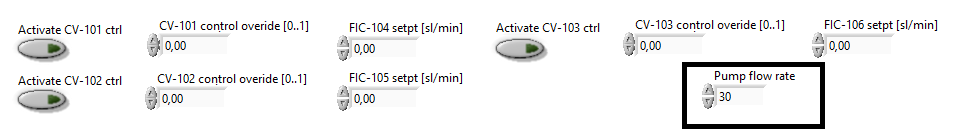 Activate CV-101 ctrl CV-101 control overide [0..1] FIC-104 setpt [sl/min] Activate CV-103 ctrl CV-103 control overide [0..1] FIC-106 setpt [sl/min]
0,00 0,00 0,00 0,00
Activate CV-102 ctrl CV-102 control overide [0..1] FIC-105 setpt [sl/min] Pump flow rate
0,00 0,00 30